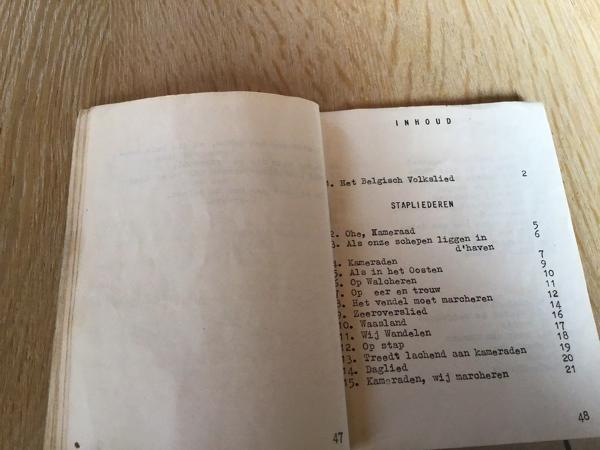 INHOUD
1. Het Belgisch Volkslied 2
STAPLIEDEREN
2. Ohe, Kameraad 5
3. Als onze schepen liggen in 6
d'haven
4. Kameraden 7
5. Als in het Oosten 9
6. Op Walcheren 10
7. Op eer en trouw 11
8. Het vendel moet marcheren 12
9. Zeeroverslied 14
10. Waasland 16
11. Wij Wandelen 17
12. Op stap 18
13. Treedt lachend aan kameraden 19
14. Daglied 20
15. Kameraden, wij marcheren 21
47
48